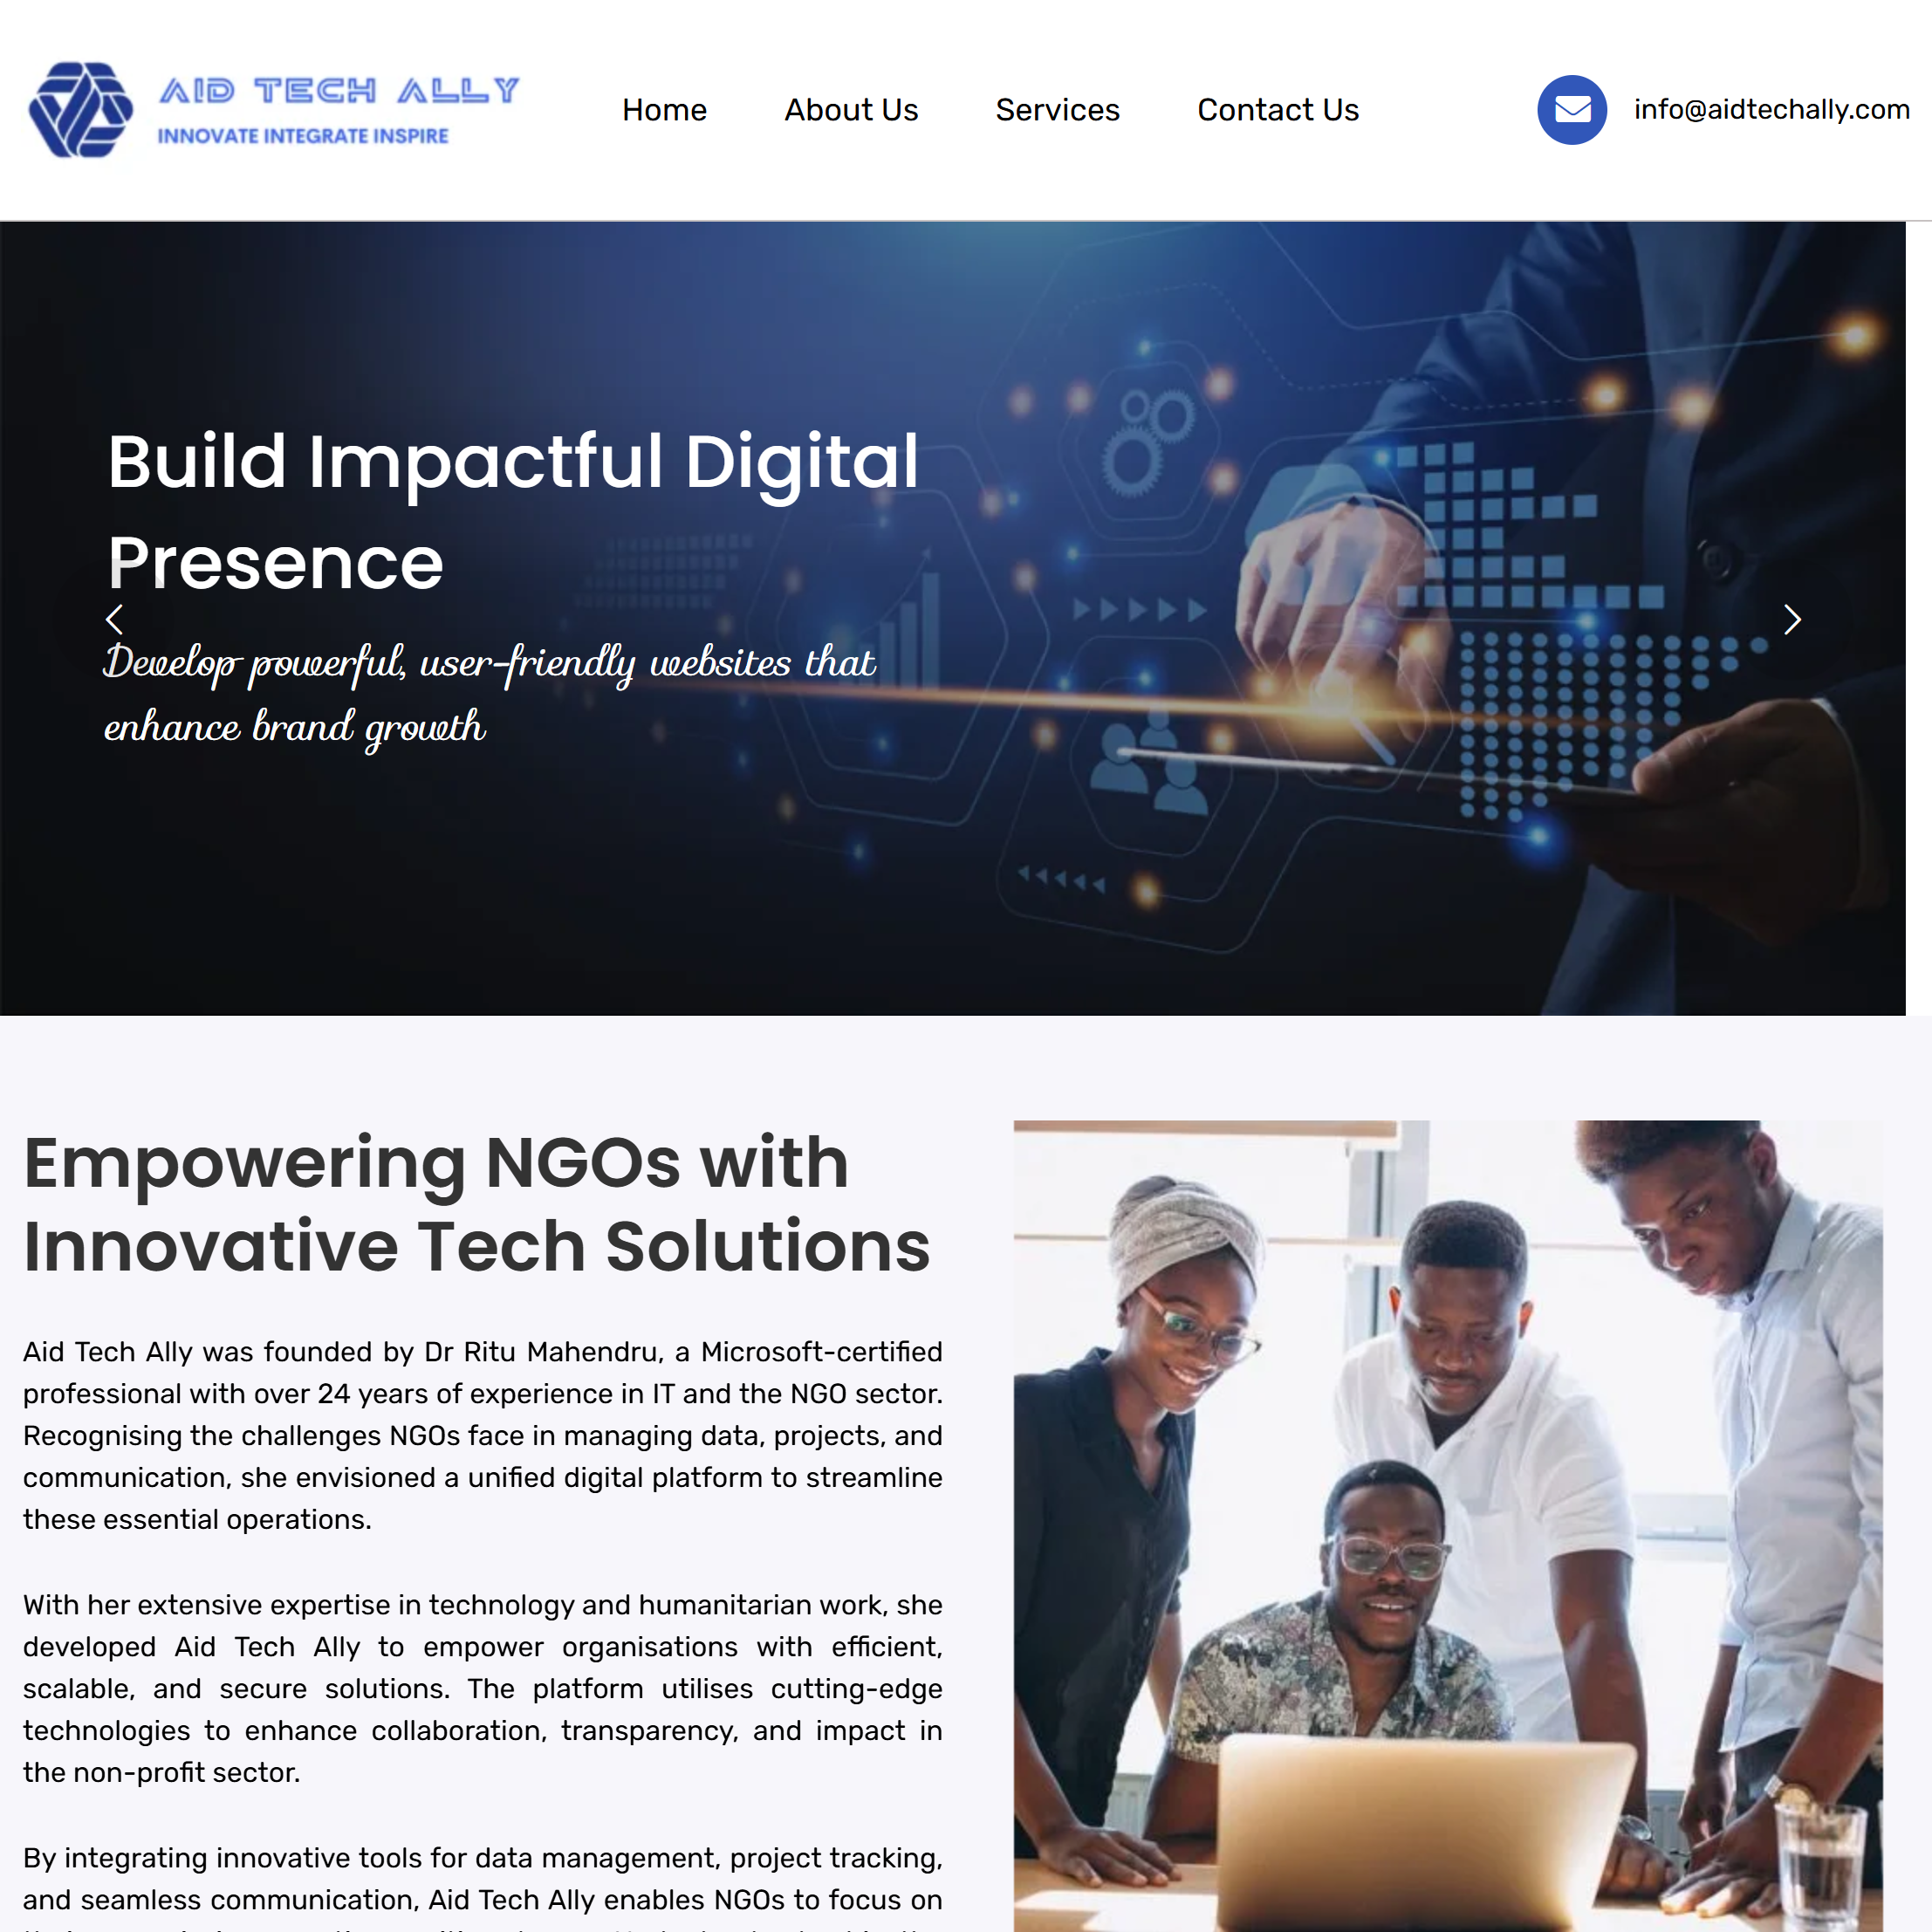 AID TECH ALLY
INNOVATE INTEGRATE INSPIRE
Home
About Us
Services
Contact Us
info@aidtechally.com
Build Impactful Digital
Presence
Develop powerful, user-friendly websites that
enhance brand growth
Empowering NGOs with
Innovative Tech Solutions
Aid Tech Ally was founded by Dr Ritu Mahendru, a Microsoft-certified
professional with over 24 years of experience in IT and the NGO sector.
Recognising the challenges NGOs face in managing data, projects, and
communication, she envisioned a unified digital platform to streamline
these essential operations.
With her extensive expertise in technology and humanitarian work, she
developed Aid Tech Ally to empower organisations with efficient,
scalable, and secure solutions. The platform utilises cutting-edge
technologies to enhance collaboration, transparency, and impact in
the non-profit sector.
By integrating innovative tools for data management, project tracking,
and seamless communication, Aid Tech Ally enables NGOs to focus on